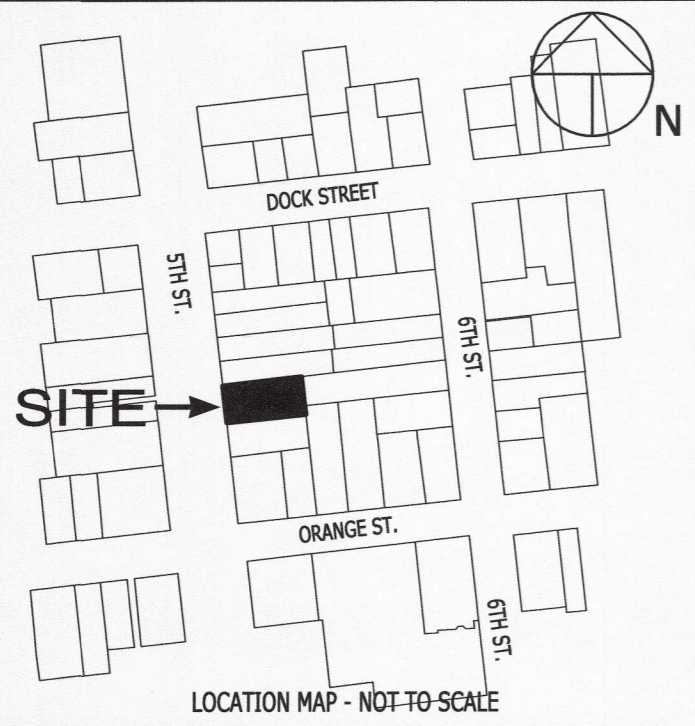 N
DOCK STREET
5TH ST.
6TH ST.
SITE
ORANGE ST.
6TH ST.
LOCATION MAP - NOT TO SCALE